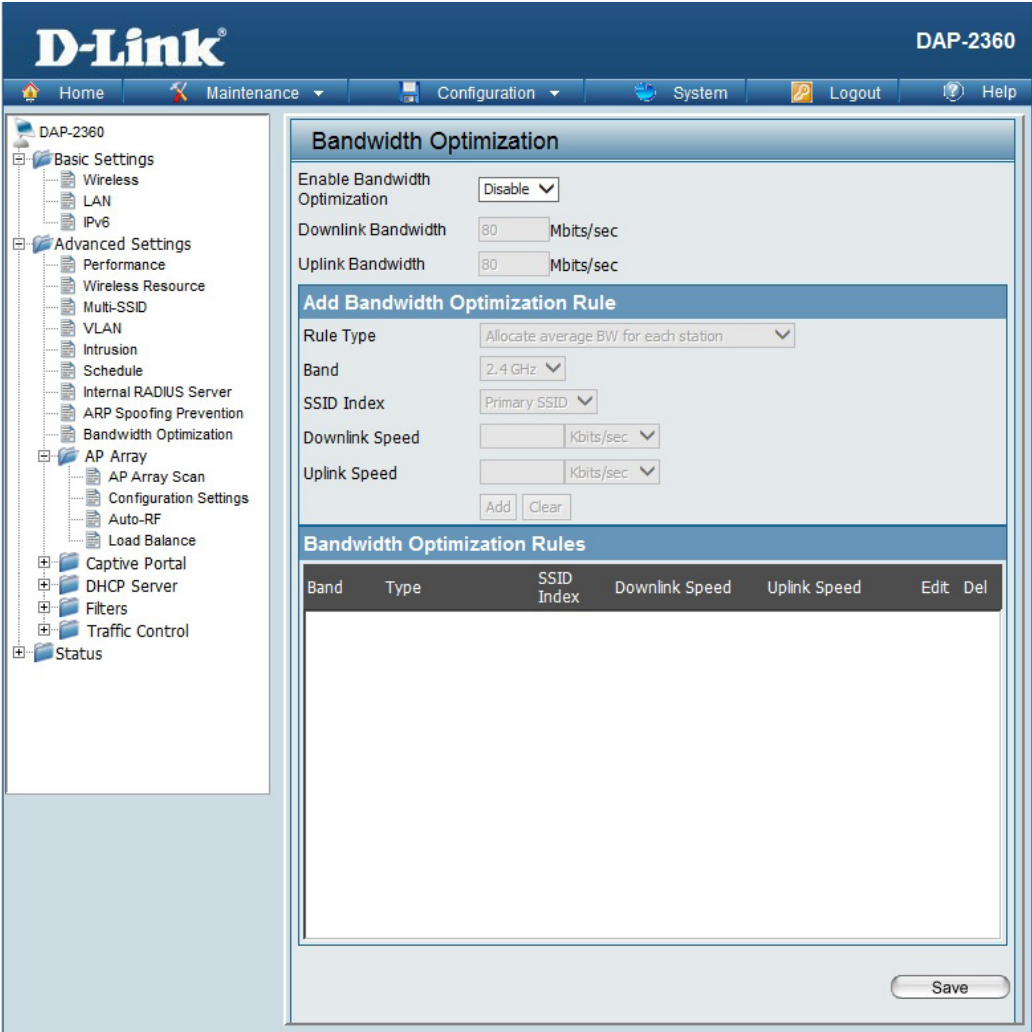 D-Link®
DAP-2360
Home Maintenance Configuration System Logout Help
DAP-2360
Basic Settings
Wireless
LAN
IPv6
Advanced Settings
Performance
Wireless Resource
Multi-SSID
VLAN
Intrusion
Schedule
Internal RADIUS Server
ARP Spoofing Prevention
Bandwidth Optimization
AP Array
AP Array Scan
Configuration Settings
Auto-RF
Load Balance
Captive Portal
DHCP Server
Filters
Traffic Control
Status
Bandwidth Optimization
Enable Bandwidth
Optimization
Disable
Downlink Bandwidth 80 Mbits/sec
Uplink Bandwidth 80 Mbits/sec
Add Bandwidth Optimization Rule
Rule Type Allocate average BW for each station
Band 2.4 GHz
SSID Index Primary SSID
Downlink Speed Kbits/sec
Uplink Speed Kbits/sec
Add Clear
Bandwidth Optimization Rules
Band Type SSID Index Downlink Speed Uplink Speed Edit Del
Save